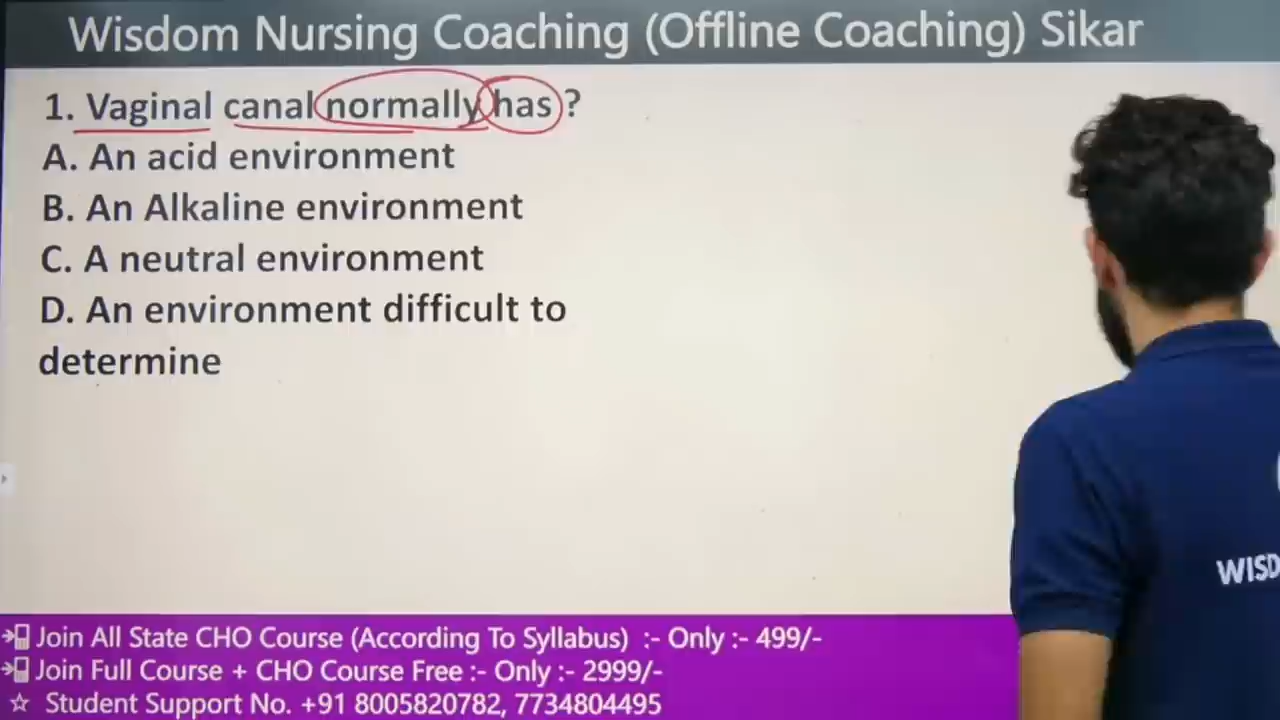 Wisdom Nursing Coaching (Offline Coaching) Sikar
1. Vaginal canal normally has ?
A. An acid environment
B. An Alkaline environment
C. A neutral environment
D. An environment difficult to
determine
WISD
Join All State CHO Course (According To Syllabus) :- Only :- 499/-
Join Full Course + CHO Course Free :- Only :- 2999/-
☆ Student Support No. +91 8005820782, 7734804495